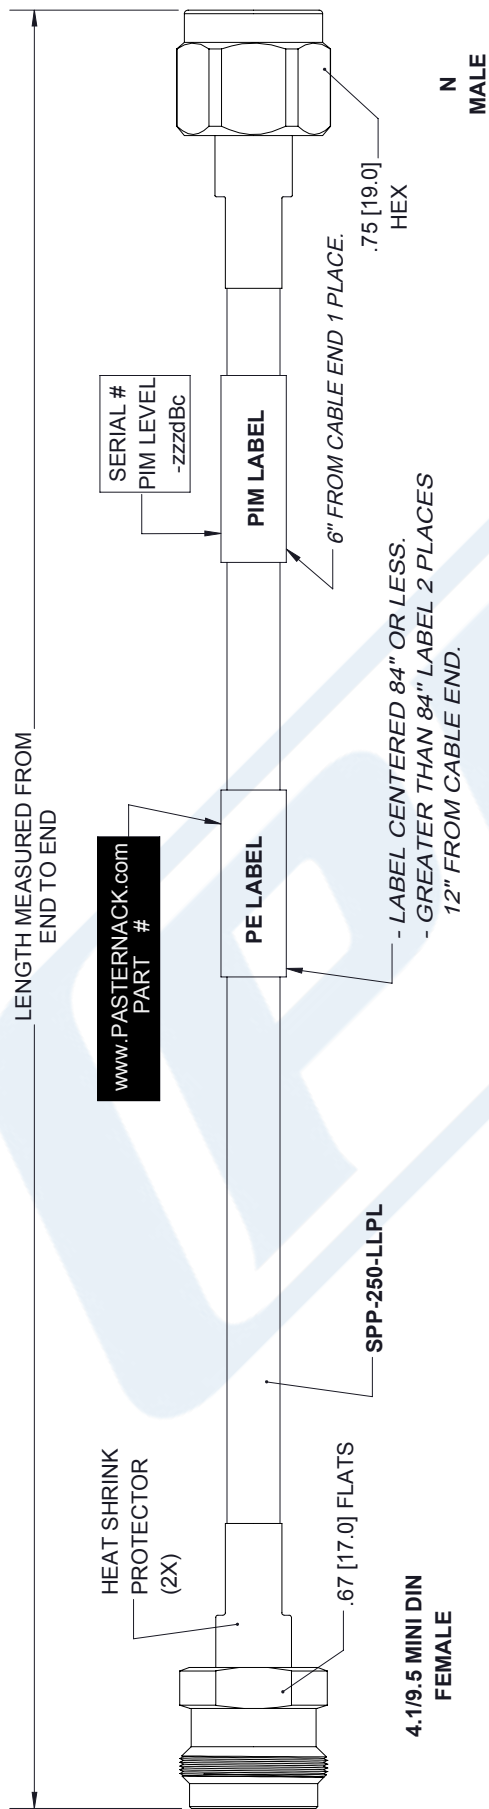 LENGTH MEASURED FROM
END TO END
HEAT SHRINK
PROTECTOR
(2X)
www.PASTERNACK.com
PART #
SERIAL #
PIM LEVEL
-zzzdBc
PE LABEL
PIM LABEL
.67 [17.0] FLATS
SPP-250-LLPL
- LABEL CENTERED 84" OR LESS.
- GREATER THAN 84" LABEL 2 PLACES
12" FROM CABLE END.
6" FROM CABLE END 1 PLACE.
.75 [19.0]
HEX
4.1/9.5 MINI DIN
FEMALE
N
MALE